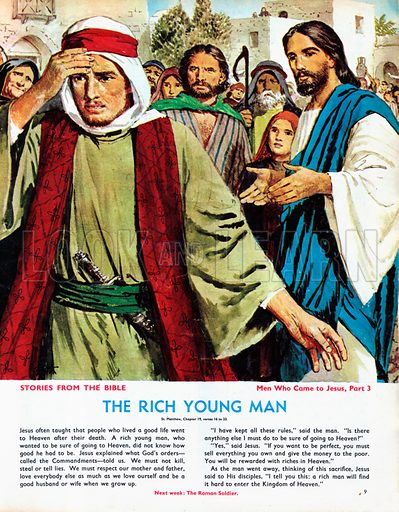 LOOK AND LEARN
STORIES FROM THE BIBLE
Men Who Came to Jesus, Part 3
THE RICH YOUNG MAN
St. Matthew, Chapter 19, verses 16 to 23.
Jesus often taught that people who lived a good life went
to Heaven after their death. A rich young man, who
wanted to be sure of going to Heaven, did not know how
good he had to be. Jesus explained what God's orders—
called the Commandments—told us. We must not kill,
steal or tell lies. We must respect our mother and father,
love everybody else as much as we love ourself and be a
good husband or wife when we grow up.
"I have kept all these rules," said the man. "Is there
anything else I must do to be sure of going to Heaven?"
"Yes," said Jesus. "If you want to be perfect, you must
sell everything you own and give the money to the poor.
You will be rewarded with riches in Heaven."
As the man went away, thinking of this sacrifice, Jesus
said to His disciples, "I tell you this: a rich man will find
it hard to enter the Kingdom of Heaven."
Next week: The Roman Soldier.
9